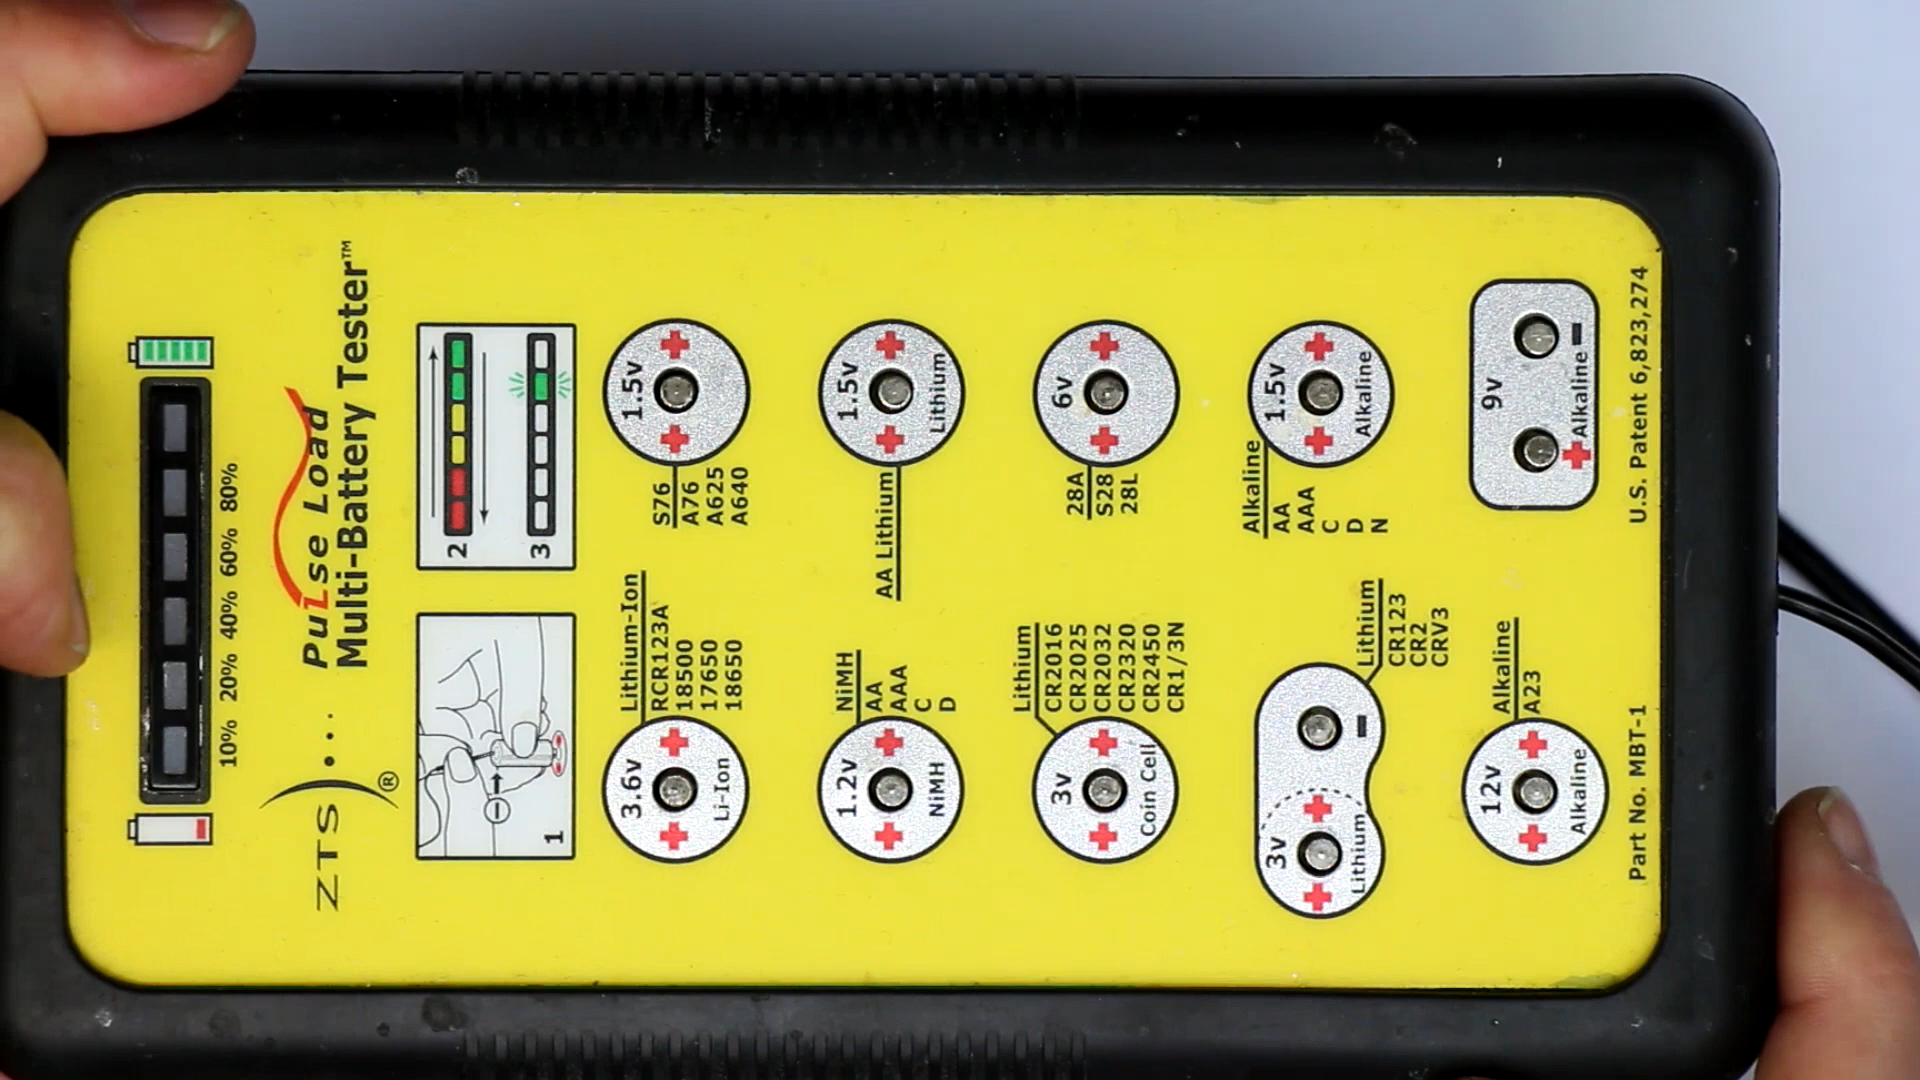 10% 20% 40% 60% 80%
ZTS)... Pulse Load
® Multi-Battery Tester™
1
2
3
3.6v
Li-Ion
Lithium-Ion
RCR123A
18500
17650
18650
1.5v
S76
A76
A625
A640
1.2v
NiMH
NiMH
AA
AAA
C
D
1.5v
Lithium
AA Lithium
3v
Coin Cell
Lithium
CR2016
CR2025
CR2032
CR2320
CR2450
CR1/3N
6v
28A
S28
28L
3v
Lithium
Lithium
CR123
CR2
CRV3
1.5v
Alkaline
Alkaline
AA
AAA
C
D
N
12v
Alkaline
Alkaline
A23
9v
Alkaline
Part No. MBT-1 U.S. Patent 6,823,274